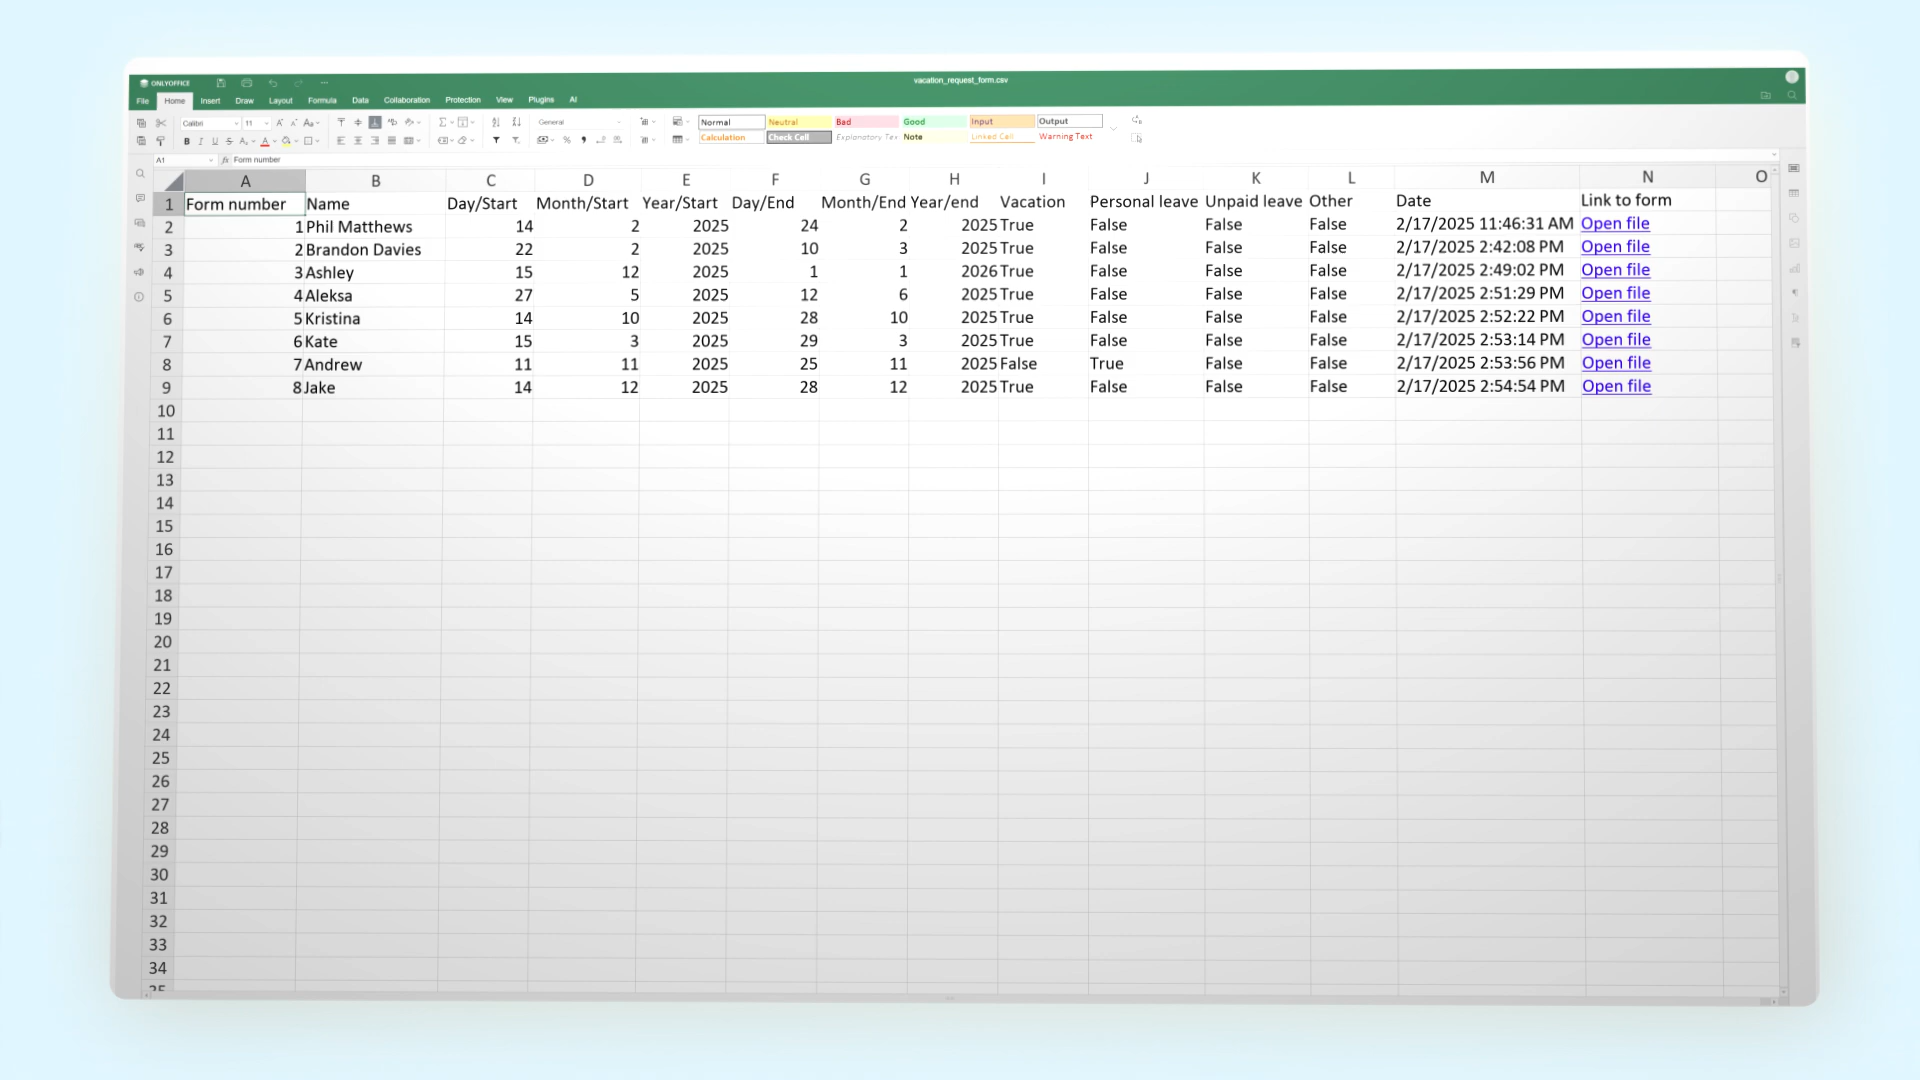 ONLYOFFICE
vacation_request_form.csv
File Home Insert Draw Layout Formula Data Collaboration Protection View Plugins AI
Calibri 11 General Normal Neutral Bad Good Input Output
Calculation Check Cell Explanatory Tex Note Linked Cell Warning Text
A1 fx Form number
A B C D E F G H I J K L M N O
1 Form number Name Day/Start Month/Start Year/Start Day/End Month/End Year/end Vacation Personal leave Unpaid leave Other Date Link to form
2 1 Phil Matthews 14 2 2025 24 2 2025 True False False False 2/17/2025 11:46:31 AM Open file
3 2 Brandon Davies 22 2 2025 10 3 2025 True False False False 2/17/2025 2:42:08 PM Open file
4 3 Ashley 15 12 2025 1 1 2026 True False False False 2/17/2025 2:49:02 PM Open file
5 4 Aleksa 27 5 2025 12 6 2025 True False False False 2/17/2025 2:51:29 PM Open file
6 5 Kristina 14 10 2025 28 10 2025 True False False False 2/17/2025 2:52:22 PM Open file
7 6 Kate 15 3 2025 29 3 2025 True False False False 2/17/2025 2:53:14 PM Open file
8 7 Andrew 11 11 2025 25 11 2025 False True False False 2/17/2025 2:53:56 PM Open file
9 8 Jake 14 12 2025 28 12 2025 True False False False 2/17/2025 2:54:54 PM Open file
10
11
12
13
14
15
16
17
18
19
20
21
22
23
24
25
26
27
28
29
30
31
32
33
34
35